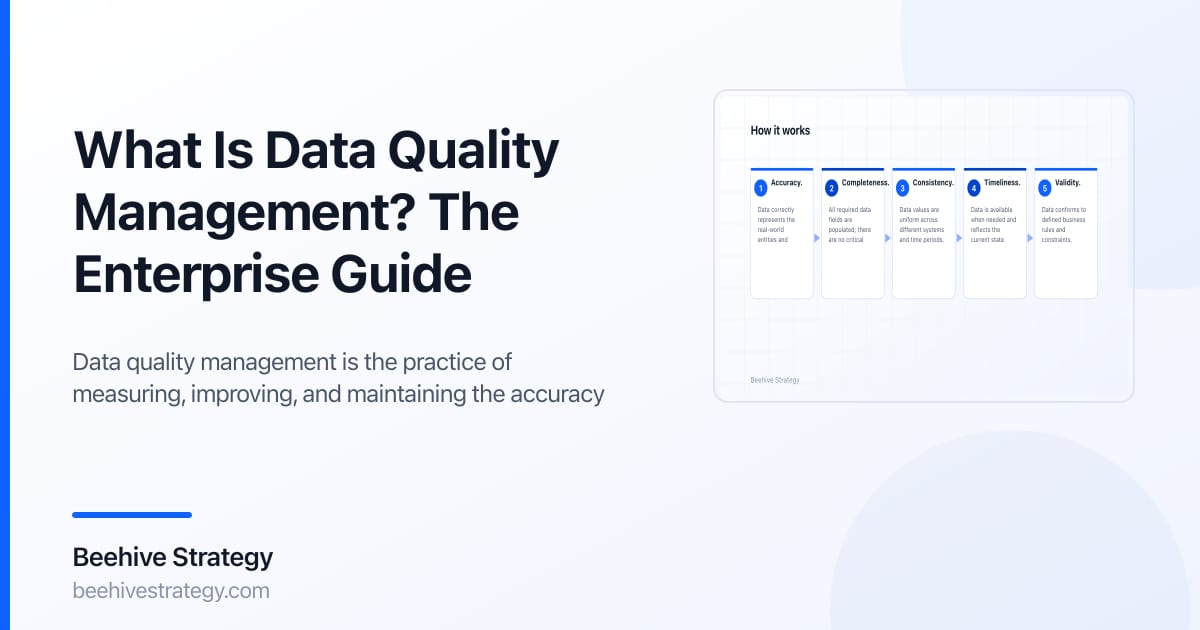 What Is Data Quality
Management? The
Enterprise Guide
Data quality management is the practice of
measuring, improving, and maintaining the accuracy
Beehive Strategy
beehivestrategy.com
How it works
1 Accuracy.
Data correctly
represents the
real-world
entities and
2 Completeness.
All required data
fields are
populated; there
are no critical
3 Consistency.
Data values are
uniform across
different systems
and time periods.
4 Timeliness.
Data is available
when needed and
reflects the
current state.
5 Validity.
Data conforms to
defined business
rules and
constraints.
Beehive Strategy